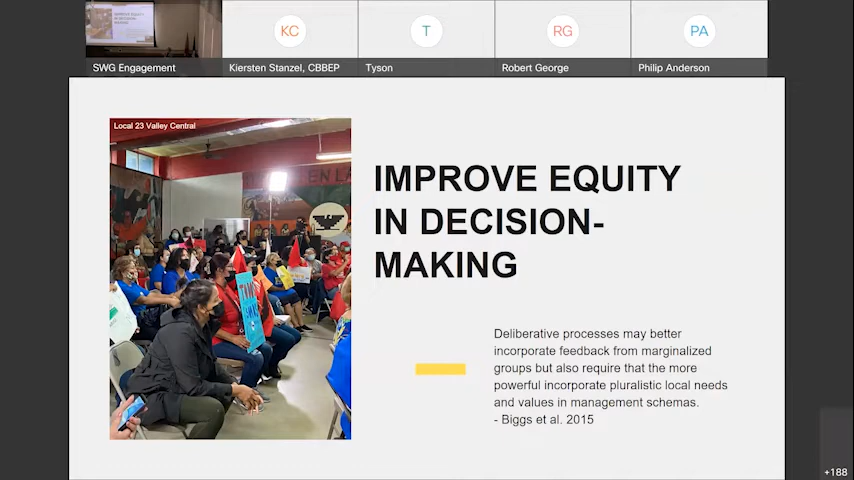 KC
T
RG
PA
SWG Engagement
Kiersten Stanzel, CBBEP
Tyson
Robert George
Philip Anderson
Local 23 Valley Central
IMPROVE EQUITY
IN DECISION-
MAKING
Deliberative processes may better
incorporate feedback from marginalized
groups but also require that the more
powerful incorporate pluralistic local needs
and values in management schemas.
- Biggs et al. 2015
+188